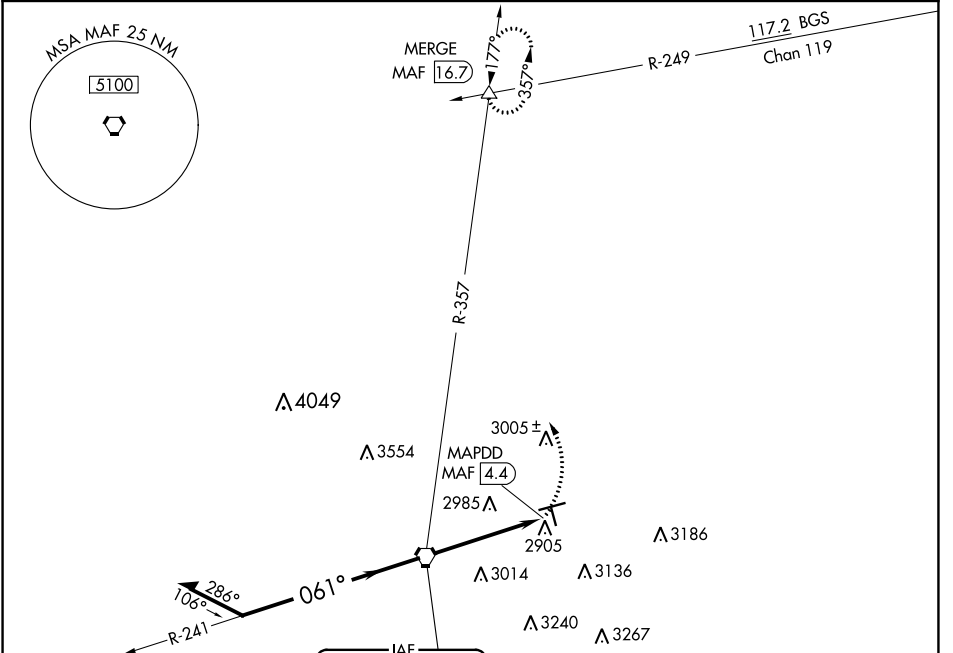 MSA MAF 25 NM
5100
MERGE
MAF 16.7
177°
357°
R-249
117.2 BGS
Chan 119
R-357
4049
3554
3005±
MAPDD
MAF 4.4
2985
2905
3186
3014
3136
061°
286°
106°
R-241
3240
3267
IAF